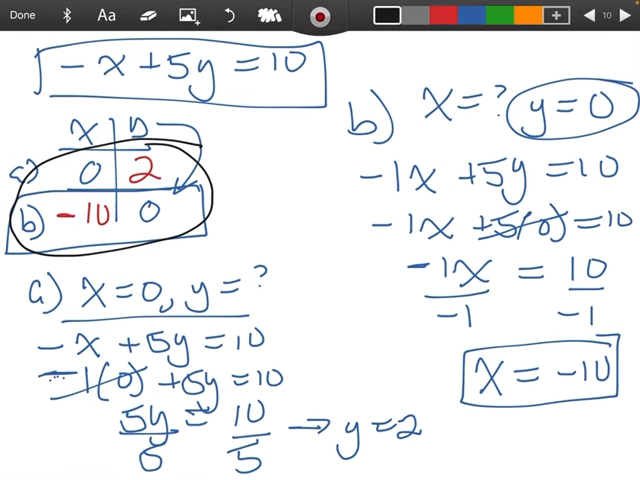 Done
Aa
10
-x+5y=10
x | y
a) 0 | 2
b) -10 | 0
a) x=0, y=?
-x+5y=10
-1(0)+5y=10
5y/5 = 10/5 → y=2
b) x=? y=0
-1x+5y=10
-1x+5(0)=10
-1x/-1 = 10/-1
x=-10